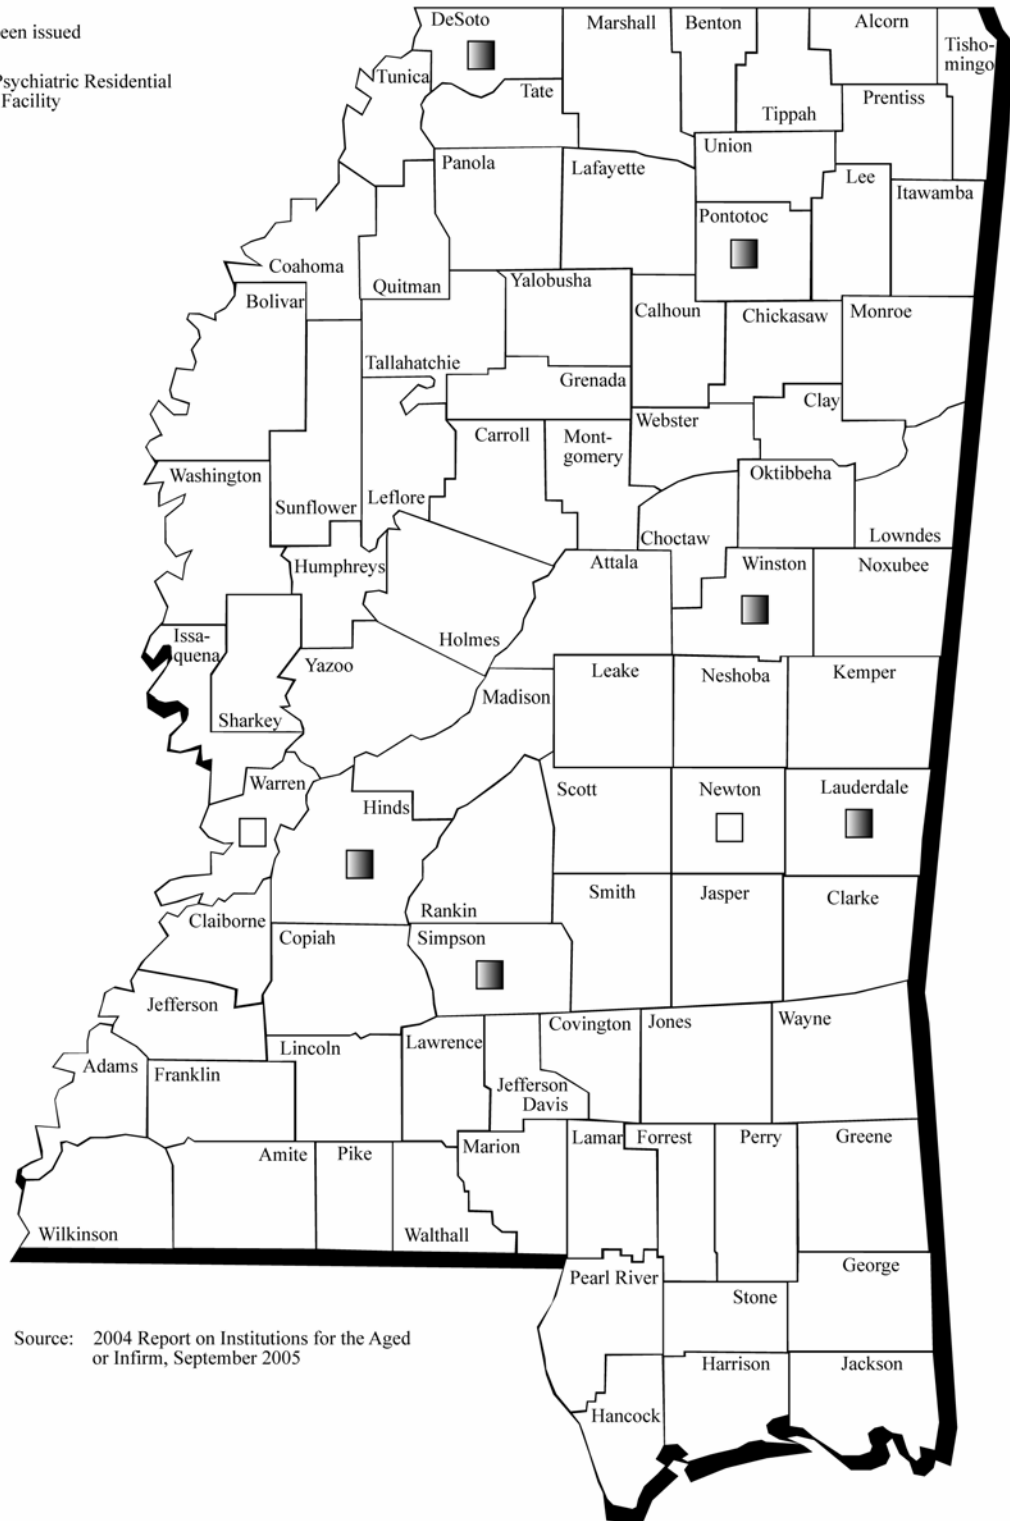 een issued
Psychiatric Residential
Facility
DeSoto
Marshall
Benton
Alcorn
Tisho-
mingo
Tunica
Tate
Tippah
Prentiss
Union
Panola
Lafayette
Lee
Itawamba
Pontotoc
Coahoma
Quitman
Yalobusha
Bolivar
Calhoun
Chickasaw
Monroe
Tallahatchie
Grenada
Clay
Webster
Carroll
Mont-
gomery
Washington
Oktibbeha
Sunflower
Leflore
Choctaw
Lowndes
Humphreys
Attala
Winston
Noxubee
Issa-
quena
Holmes
Yazoo
Leake
Neshoba
Kemper
Madison
Sharkey
Warren
Hinds
Scott
Newton
Lauderdale
Smith
Jasper
Clarke
Rankin
Claiborne
Copiah
Simpson
Jefferson
Covington
Jones
Wayne
Lawrence
Lincoln
Adams
Franklin
Jefferson
Davis
Lamar
Forrest
Perry
Greene
Marion
Amite
Pike
Wilkinson
Walthall
George
Pearl River
Stone
Harrison
Jackson
Hancock
Source: 2004 Report on Institutions for the Aged
or Infirm, September 2005